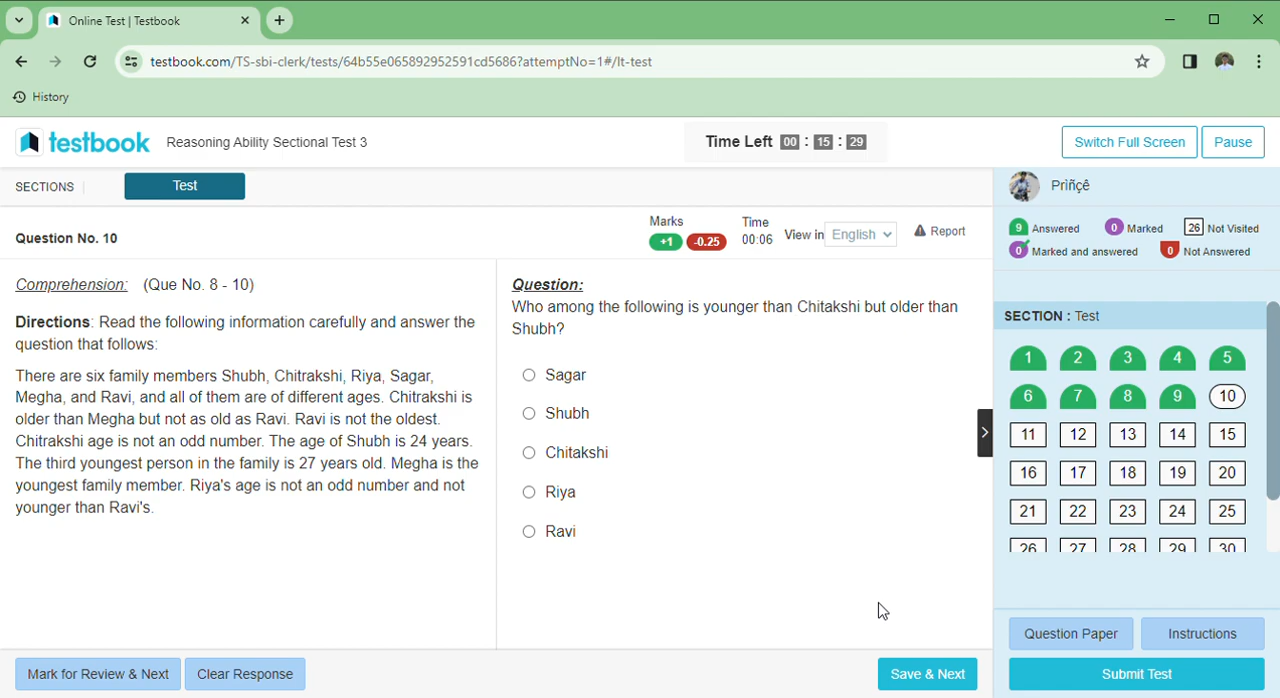 Online Test | Testbook
testbook.com/TS-sbi-clerk/tests/64b55e065892952591cd5686?attemptNo=1#/lt-test
History
testbook Reasoning Ability Sectional Test 3 Time Left 00 : 15 : 29 Switch Full Screen Pause
SECTIONS Test
Prìñçê
Question No. 10 Marks +1 -0.25 Time 00:06 View in English Report
9 Answered 0 Marked 26 Not Visited
0 Marked and answered 0 Not Answered
Comprehension: (Que No. 8 - 10)
Directions: Read the following information carefully and answer the
question that follows:
There are six family members Shubh, Chitrakshi, Riya, Sagar,
Megha, and Ravi, and all of them are of different ages. Chitrakshi is
older than Megha but not as old as Ravi. Ravi is not the oldest.
Chitrakshi age is not an odd number. The age of Shubh is 24 years.
The third youngest person in the family is 27 years old. Megha is the
youngest family member. Riya's age is not an odd number and not
younger than Ravi's.
Question:
Who among the following is younger than Chitakshi but older than
Shubh?
Sagar
Shubh
Chitakshi
Riya
Ravi
SECTION : Test
1 2 3 4 5
6 7 8 9 10
11 12 13 14 15
16 17 18 19 20
21 22 23 24 25
26 27 28 29 30
Question Paper Instructions
Mark for Review & Next Clear Response Save & Next Submit Test